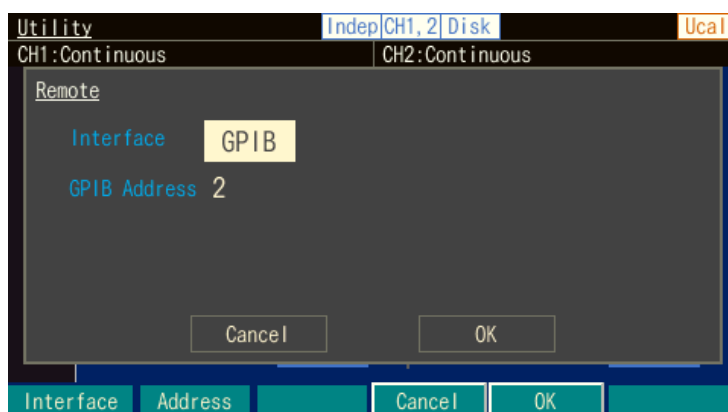 Utility Indep CH1,2 Disk Ucal
CH1:Continuous CH2:Continuous
Remote
Interface GPIB
GPIB Address 2
Cancel OK
Interface Address Cancel OK